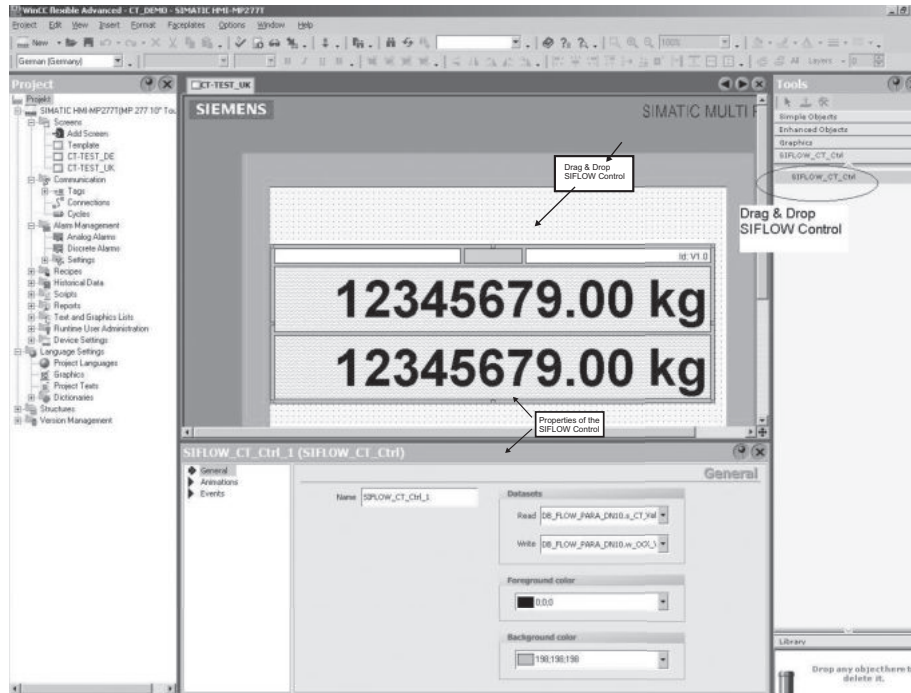 WinCC flexible Advanced - CT_DEMO - SIMATIC HMI-MP277T
Project Edit View Insert Format Faceplates Options Window Help
New
100%
German (Germany)
B I U S
All Layers - 0
Project
Projekt
SIMATIC HMI-MP277T(MP 277 10" Tou
Screens
Add Screen
Template
CT-TEST_DE
CT-TEST_UK
Communication
Tags
Connections
Cycles
Alarm Management
Analog Alarms
Discrete Alarms
Settings
Recipes
Historical Data
Scripts
Reports
Text and Graphics Lists
Runtime User Administration
Device Settings
Language Settings
Project Languages
Graphics
Project Texts
Dictionaries
Structures
Version Management
CT-TEST_UK
SIEMENS
SIMATIC MULTI P
Drag & Drop
SIFLOW Control
Id: V1.0
12345679.00 kg
12345679.00 kg
Properties of the
SIFLOW Control
Tools
Simple Objects
Enhanced Objects
Graphics
SIFLOW_CT_Ctrl
SIFLOW_CT_Ctrl
Drag & Drop
SIFLOW Control
SIFLOW_CT_Ctrl_1 (SIFLOW_CT_Ctrl)
General
Animations
Events
General
Name SIFLOW_CT_Ctrl_1
Datasets
Read DB_FLOW_PARA_DN10.s_CT_Val
Write
Foreground color
0;0;0
Background color
198;198;198
Library
Drop any object here t
delete it.